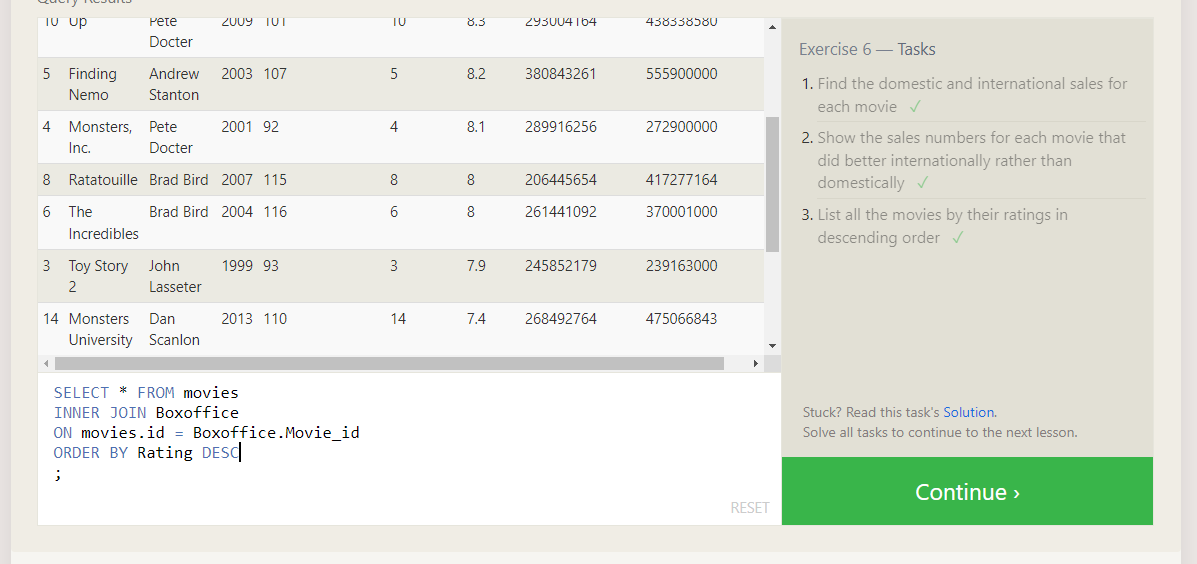 Query Results
10 Up Pete Docter 2009 101 10 8.3 293004164 438338580
5 Finding Nemo Andrew Stanton 2003 107 5 8.2 380843261 555900000
4 Monsters, Inc. Pete Docter 2001 92 4 8.1 289916256 272900000
8 Ratatouille Brad Bird 2007 115 8 8 206445654 417277164
6 The Incredibles Brad Bird 2004 116 6 8 261441092 370001000
3 Toy Story 2 John Lasseter 1999 93 3 7.9 245852179 239163000
14 Monsters University Dan Scanlon 2013 110 14 7.4 268492764 475066843
SELECT * FROM movies
INNER JOIN Boxoffice
ON movies.id = Boxoffice.Movie_id
ORDER BY Rating DESC
;
RESET
Exercise 6 — Tasks
1. Find the domestic and international sales for
each movie ✓
2. Show the sales numbers for each movie that
did better internationally rather than
domestically ✓
3. List all the movies by their ratings in
descending order ✓
Stuck? Read this task's Solution.
Solve all tasks to continue to the next lesson.
Continue ›